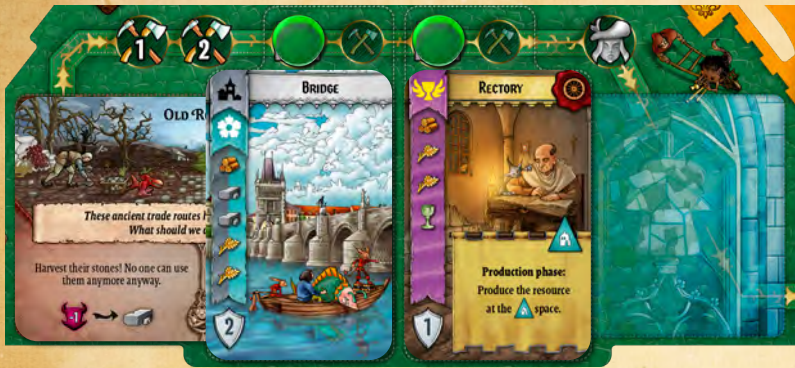 1
2
OLD
These ancient trade routes
What should we
Harvest their stones! No one can use
them anymore anyway.
-1
BRIDGE
2
RECTORY
Production phase:
Produce the resource
at the space.
1